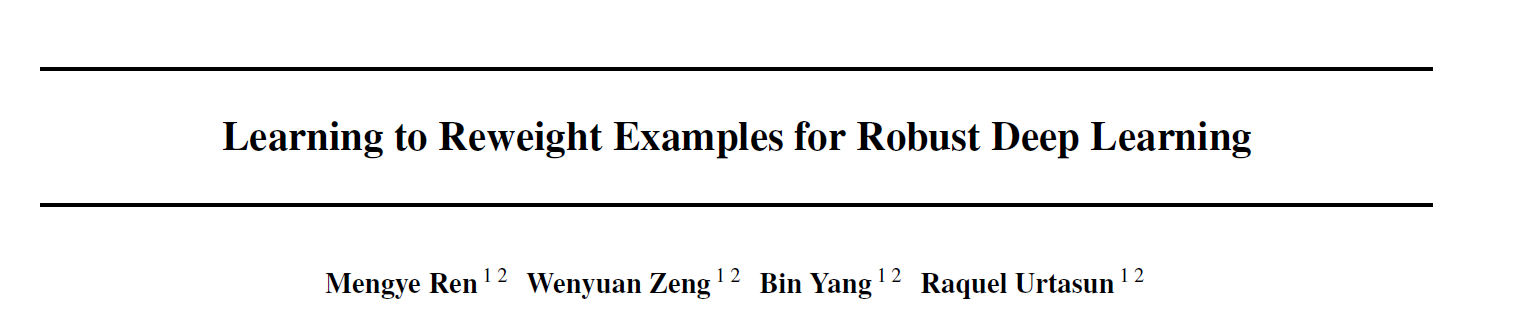 Learning to Reweight Examples for Robust Deep Learning
Mengye Ren 1 2 Wenyuan Zeng 1 2 Bin Yang 1 2 Raquel Urtasun 1 2